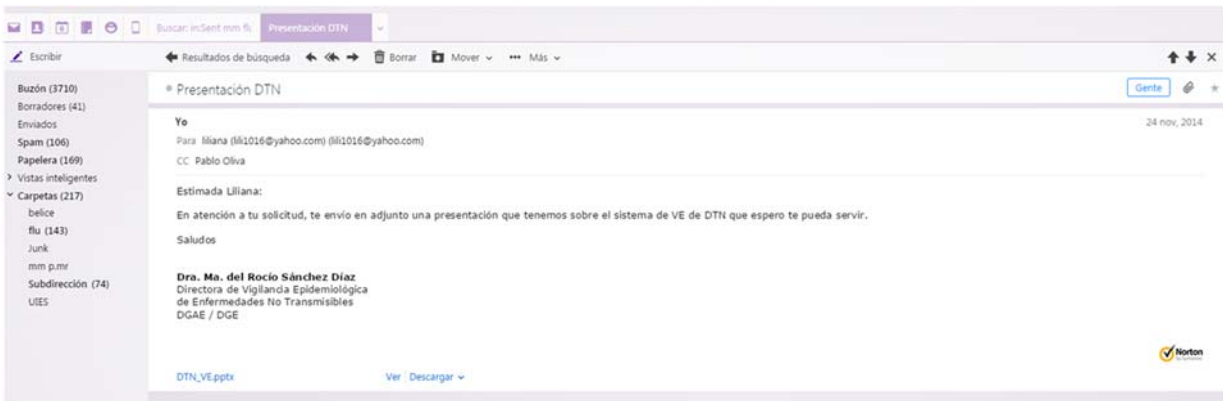 Buscar: in:Sent mm flu
Presentación DTN
Escribir
Resultados de búsqueda
Borrar
Mover
Más
Buzón (3710)
Borradores (41)
Enviados
Spam (106)
Papelera (169)
Vistas inteligentes
Carpetas (217)
belice
flu (143)
Junk
mm p.mr
Subdirección (74)
UIES
Presentación DTN
Gente
Yo
24 nov, 2014
Para liliana (lili1016@yahoo.com) (lili1016@yahoo.com)
CC Pablo Oliva
Estimada Liliana:
En atención a tu solicitud, te envío en adjunto una presentación que tenemos sobre el sistema de VE de DTN que espero te pueda servir.
Saludos
Dra. Ma. del Rocío Sánchez Díaz
Directora de Vigilancia Epidemiológica
de Enfermedades No Transmisibles
DGAE / DGE
Norton
DTN_VE.pptx
Ver Descargar